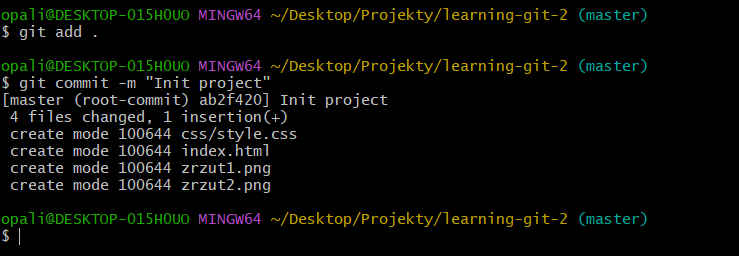 opali@DESKTOP-O15HOUO MINGW64 ~/Desktop/Projekty/learning-git-2 (master)
$ git add .
opali@DESKTOP-O15HOUO MINGW64 ~/Desktop/Projekty/learning-git-2 (master)
$ git commit -m "Init project"
[master (root-commit) ab2f420] Init project
 4 files changed, 1 insertion(+)
 create mode 100644 css/style.css
 create mode 100644 index.html
 create mode 100644 zrzut1.png
 create mode 100644 zrzut2.png
opali@DESKTOP-O15HOUO MINGW64 ~/Desktop/Projekty/learning-git-2 (master)
$